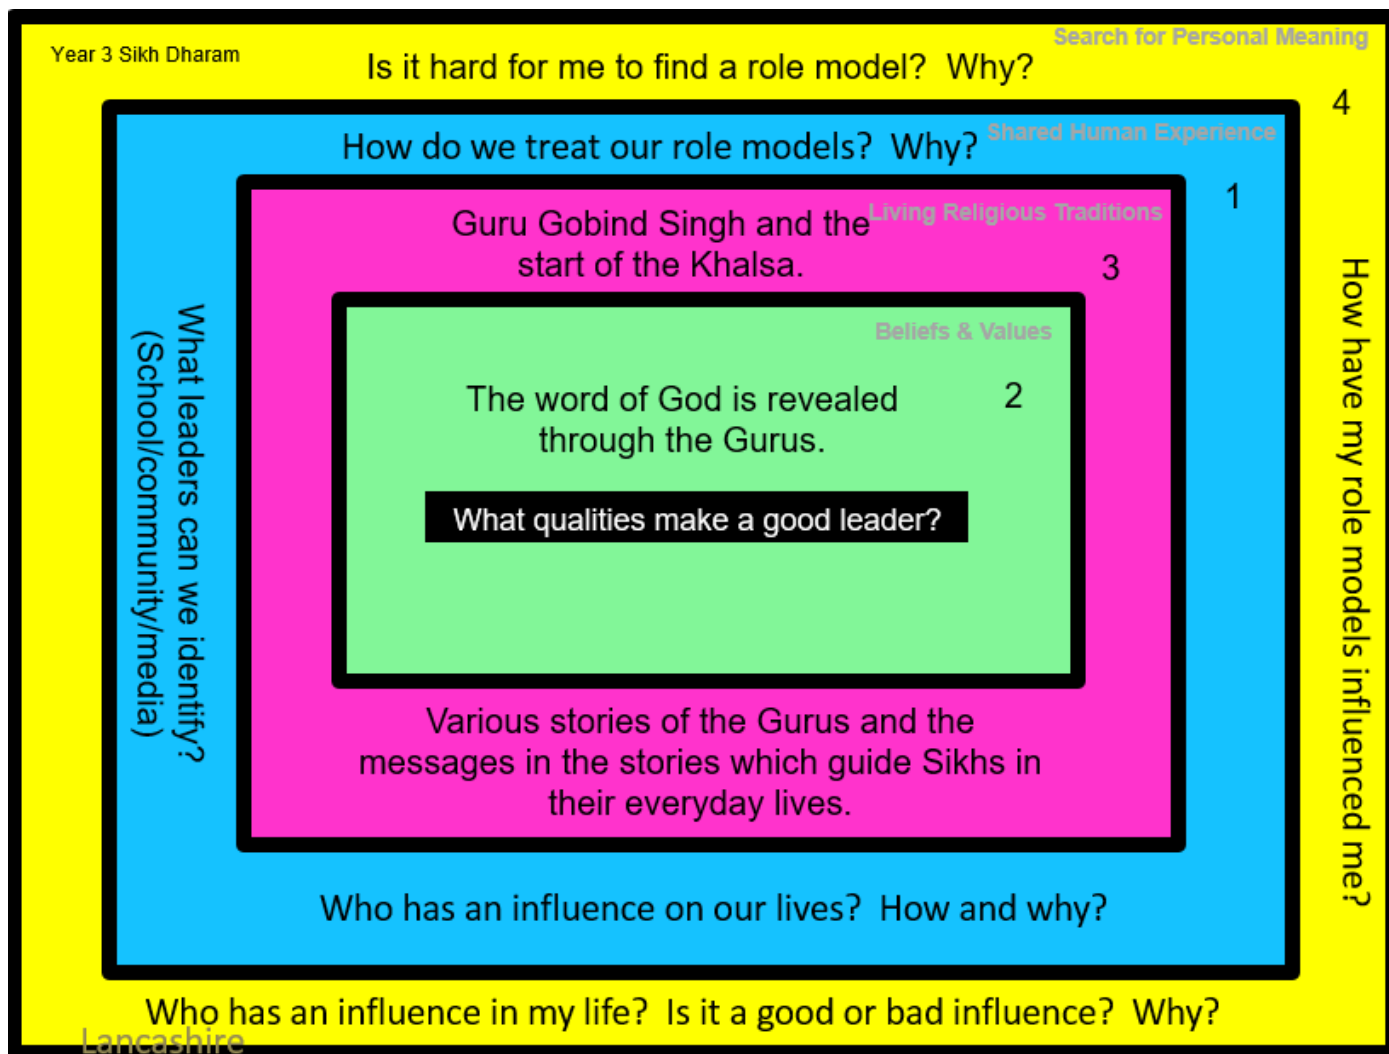 Year 3 Sikh Dharam
Search for Personal Meaning
Is it hard for me to find a role model?  Why?
4
How do we treat our role models?  Why?
Shared Human Experience
1
Guru Gobind Singh and the
start of the Khalsa.
Living Religious Traditions
3
Beliefs & Values
The word of God is revealed
through the Gurus.
2
What qualities make a good leader?
What leaders can we identify?
(School/community/media)
How have my role models influenced me?
Various stories of the Gurus and the
messages in the stories which guide Sikhs in
their everyday lives.
Who has an influence on our lives?  How and why?
Who has an influence in my life?  Is it a good or bad influence?  Why?
Lancashire